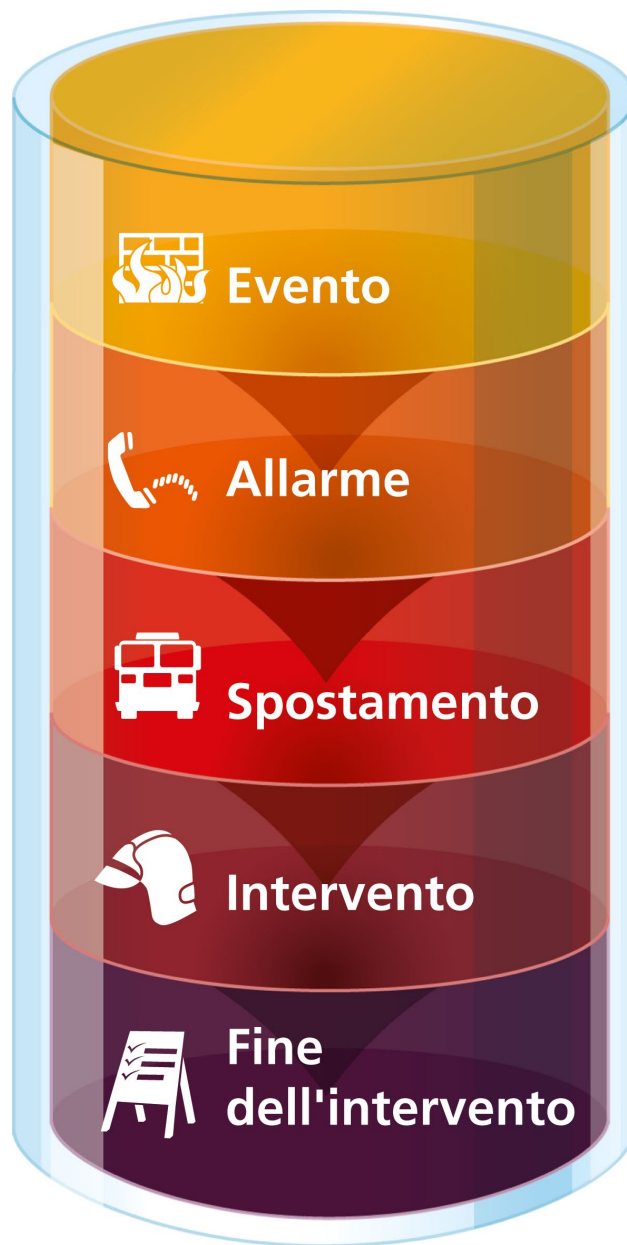 Evento
Allarme
Spostamento
Intervento
Fine
dell'intervento